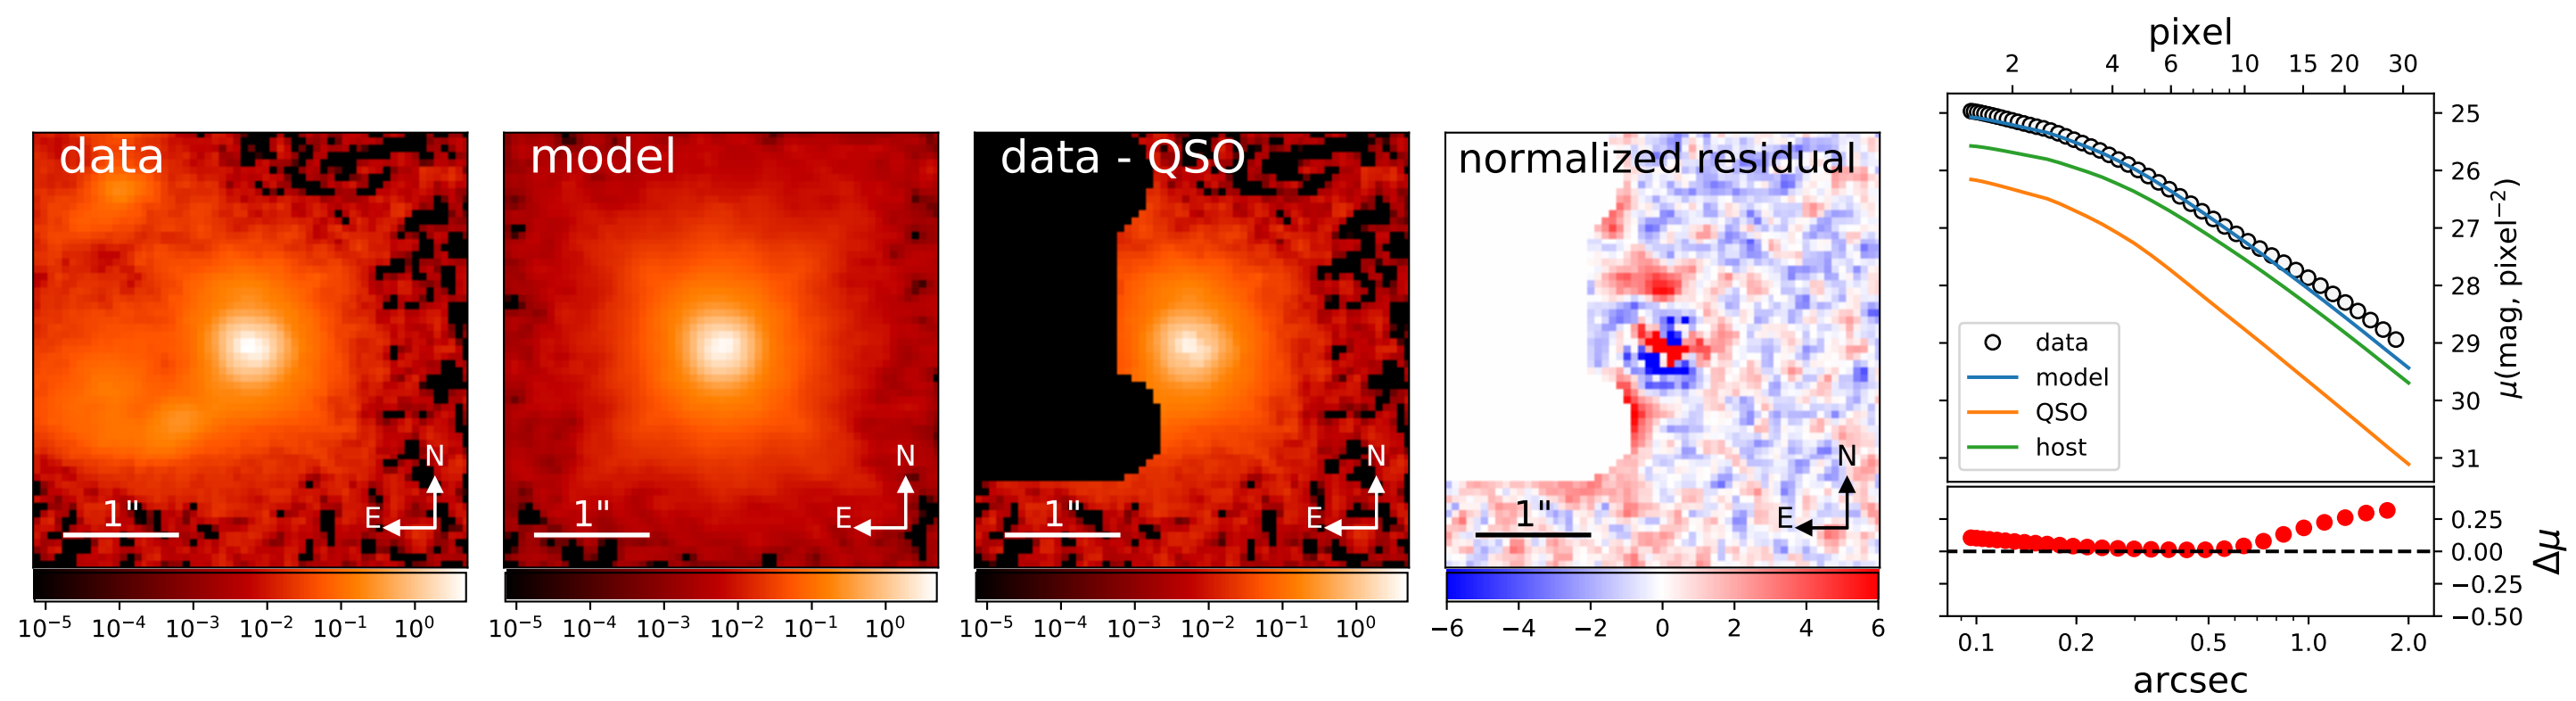 data
N
E
1"
10⁻⁵ 10⁻⁴ 10⁻³ 10⁻² 10⁻¹ 10⁰
model
N
E
1"
10⁻⁵ 10⁻⁴ 10⁻³ 10⁻² 10⁻¹ 10⁰
data - QSO
N
E
1"
10⁻⁵ 10⁻⁴ 10⁻³ 10⁻² 10⁻¹ 10⁰
normalized residual
N
E
1"
−6 −4 −2 0 2 4 6
pixel
2 4 6 10 15 20 30
25
26
27
28
29
30
31
μ(mag, pixel⁻²)
data
model
QSO
host
0.25
0.00
−0.25
−0.50
Δμ
0.1 0.2 0.5 1.0 2.0
arcsec